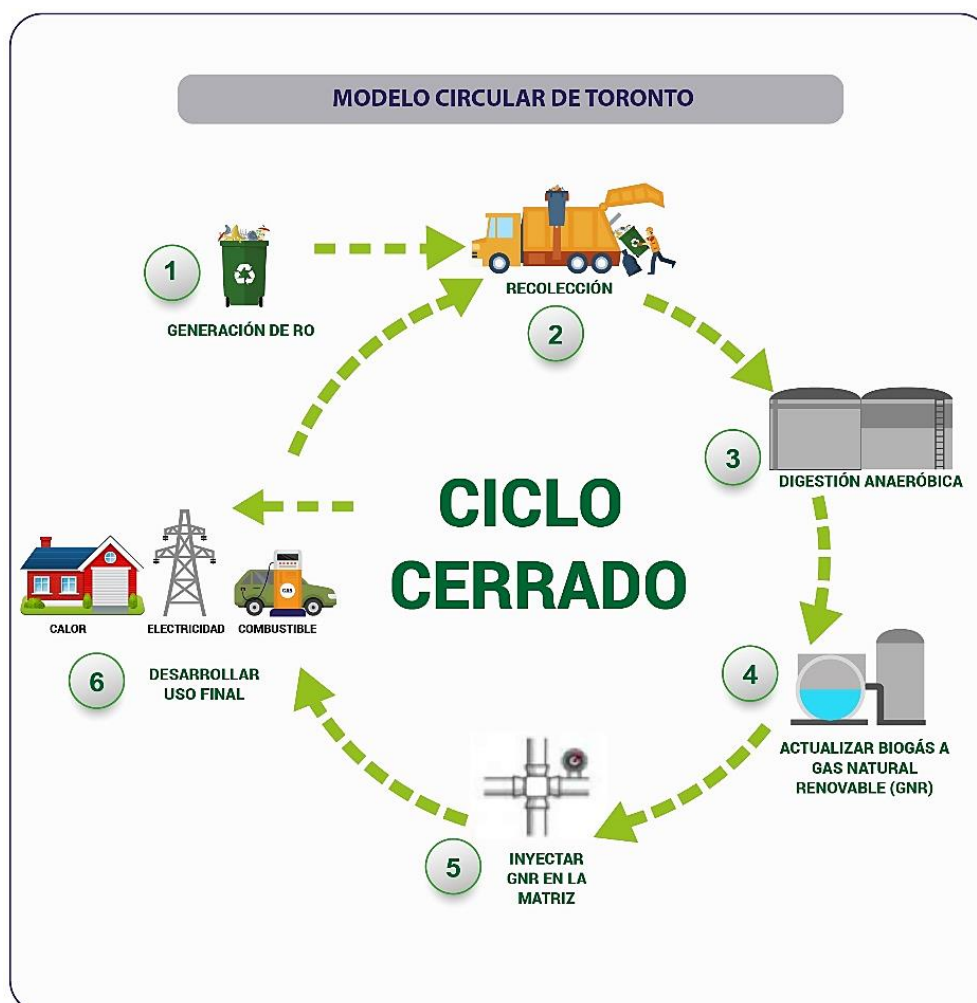 MODELO CIRCULAR DE TORONTO
1
GENERACIÓN DE RO
RECOLECCIÓN
2
3
DIGESTIÓN ANAERÓBICA
CICLO
CERRADO
4
ACTUALIZAR BIOGÁS A
GAS NATURAL
RENOVABLE (GNR)
5
INYECTAR
GNR EN LA
MATRIZ
GAS
CALOR
ELECTRICIDAD
COMBUSTIBLE
6
DESARROLLAR
USO FINAL